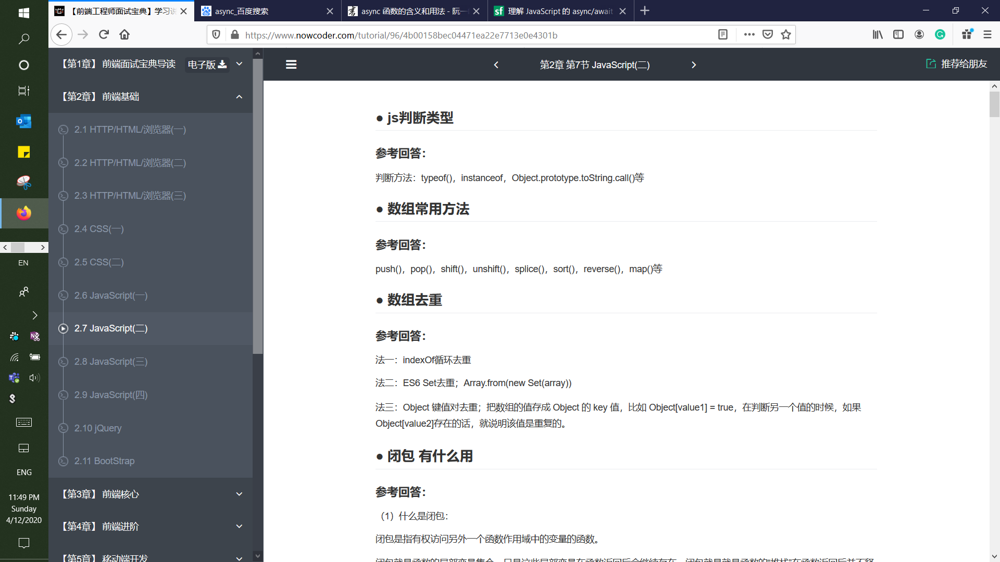 【前端工程师面试宝典】学习说
async_百度搜索
async 函数的含义和用法 - 阮一
sf 理解 JavaScript 的 async/await
https://www.nowcoder.com/tutorial/96/4b00158bec04471ea22e7713e0e4301b
【第1章】 前端面试宝典导读 电子版
【第2章】 前端基础
2.1 HTTP/HTML/浏览器(一)
2.2 HTTP/HTML/浏览器(二)
2.3 HTTP/HTML/浏览器(三)
2.4 CSS(一)
2.5 CSS(二)
2.6 JavaScript(一)
2.7 JavaScript(二)
2.8 JavaScript(三)
2.9 JavaScript(四)
2.10 jQuery
2.11 BootStrap
【第3章】 前端核心
【第4章】 前端进阶
【第5章】 移动端开发
第2章 第7节 JavaScript(二)
推荐给朋友
● js判断类型
参考回答：
判断方法：typeof()，instanceof，Object.prototype.toString.call()等
● 数组常用方法
参考回答：
push()，pop()，shift()，unshift()，splice()，sort()，reverse()，map()等
● 数组去重
参考回答：
法一：indexOf循环去重
法二：ES6 Set去重；Array.from(new Set(array))
法三：Object 键值对去重；把数组的值存成 Object 的 key 值，比如 Object[value1] = true，在判断另一个值的时候，如果
Object[value2]存在的话，就说明该值是重复的。
● 闭包 有什么用
参考回答：
（1）什么是闭包：
闭包是指有权访问另外一个函数作用域中的变量的函数。
EN
ENG
11:49 PM
Sunday
4/12/2020